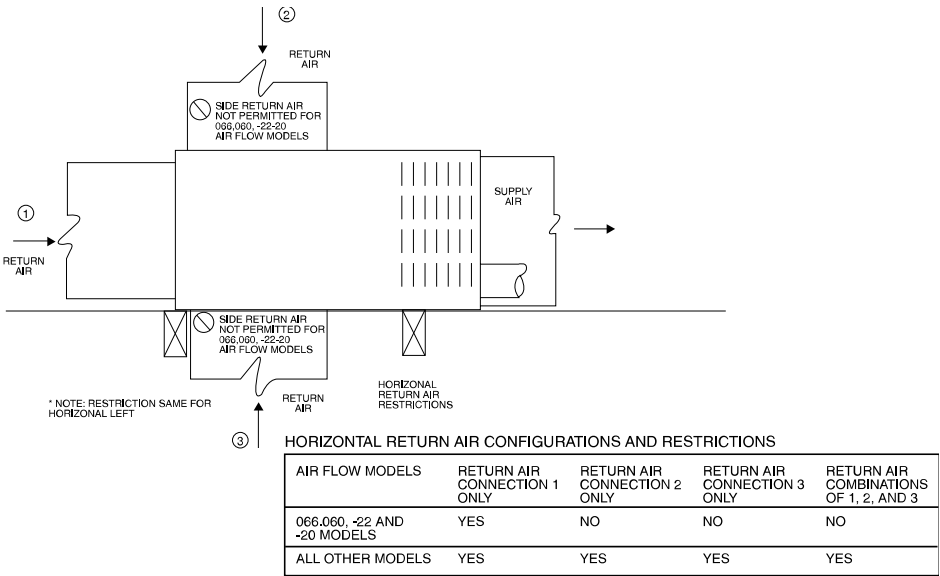 ②
RETURN
AIR
SIDE RETURN AIR
NOT PERMITTED FOR
066,060, -22-20
AIR FLOW MODELS
①
RETURN
AIR
SUPPLY
AIR
SIDE RETURN AIR
NOT PERMITTED FOR
066,060, -22-20
AIR FLOW MODELS
* NOTE: RESTRICTION SAME FOR
HORIZONAL LEFT
RETURN
AIR
③
HORIZONAL
RETURN AIR
RESTRICTIONS
HORIZONTAL RETURN AIR CONFIGURATIONS AND RESTRICTIONS
AIR FLOW MODELS
RETURN AIR
CONNECTION 1
ONLY
RETURN AIR
CONNECTION 2
ONLY
RETURN AIR
CONNECTION 3
ONLY
RETURN AIR
COMBINATIONS
OF 1, 2, AND 3
066.060, -22 AND
-20 MODELS
YES
NO
NO
NO
ALL OTHER MODELS
YES
YES
YES
YES